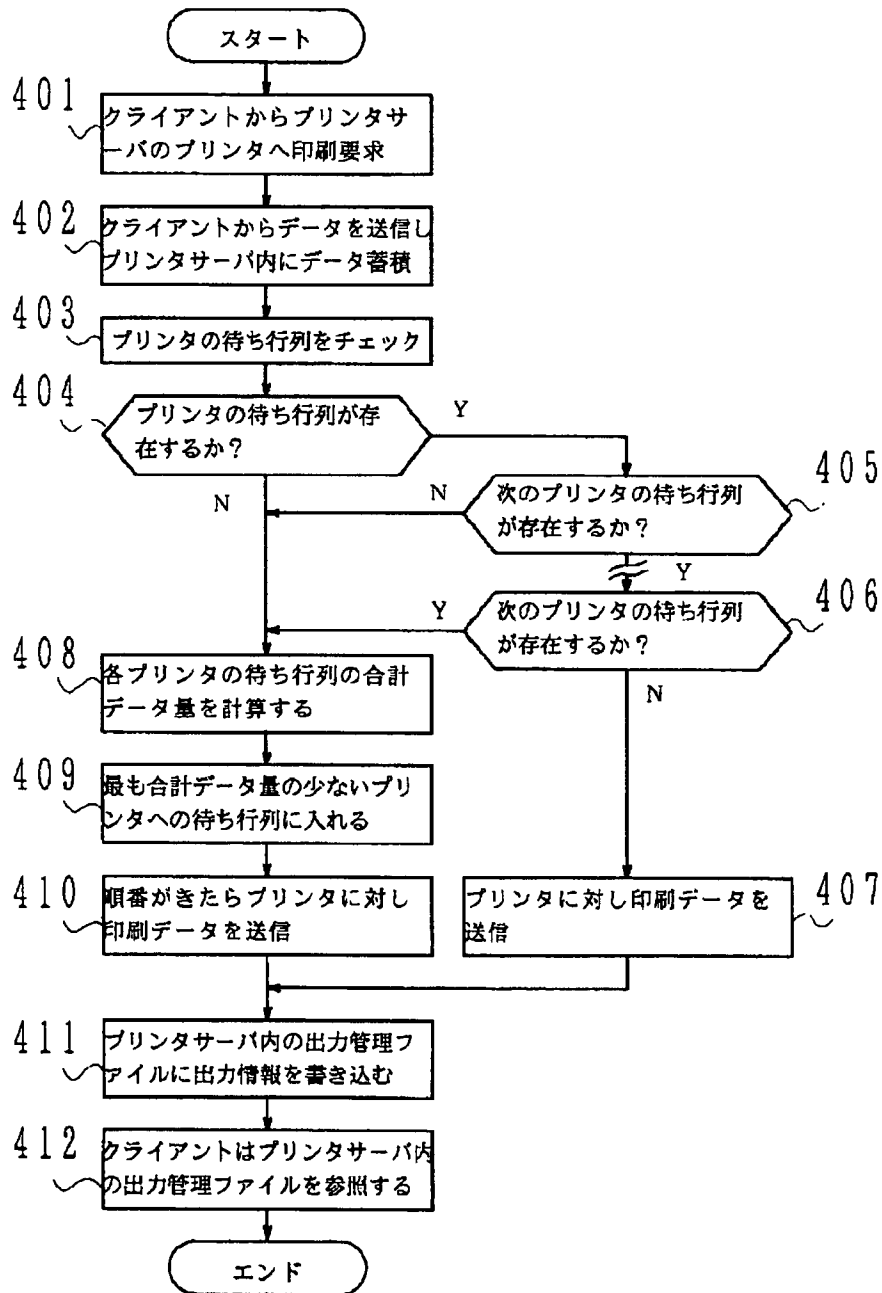 スタート
401
クライアントからプリンタサ
ーバのプリンタへ印刷要求
402
クライアントからデータを送信し
プリンタサーバ内にデータ蓄積
403
プリンタの待ち行列をチェック
404
プリンタの待ち行列が存
在するか?
Y
N
405
次のプリンタの待ち行列
が存在するか?
N
Y
406
次のプリンタの待ち行列
が存在するか?
Y
N
408
各プリンタの待ち行列の合計
データ量を計算する
409
最も合計データ量の少ないプリ
ンタへの待ち行列に入れる
410
順番がきたらプリンタに対し
印刷データを送信
407
プリンタに対し印刷データを
送信
411
プリンタサーバ内の出力管理フ
ァイルに出力情報を書き込む
412
クライアントはプリンタサーバ内
の出力管理ファイルを参照する
エンド